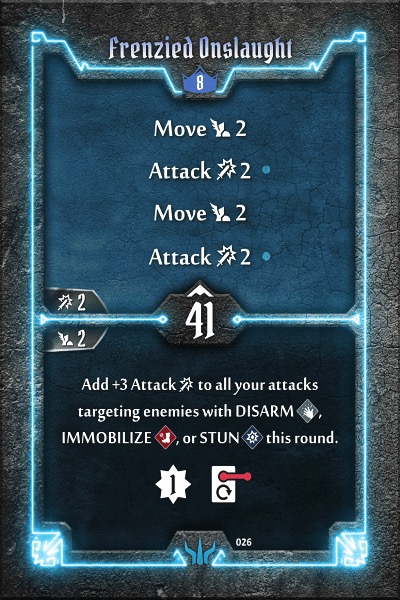 Frenzied Onslaught
8
Move 2
Attack 2
Move 2
Attack 2
2
41
2
Add +3 Attack to all your attacks
targeting enemies with DISARM ,
IMMOBILIZE , or STUN this round.
1
026